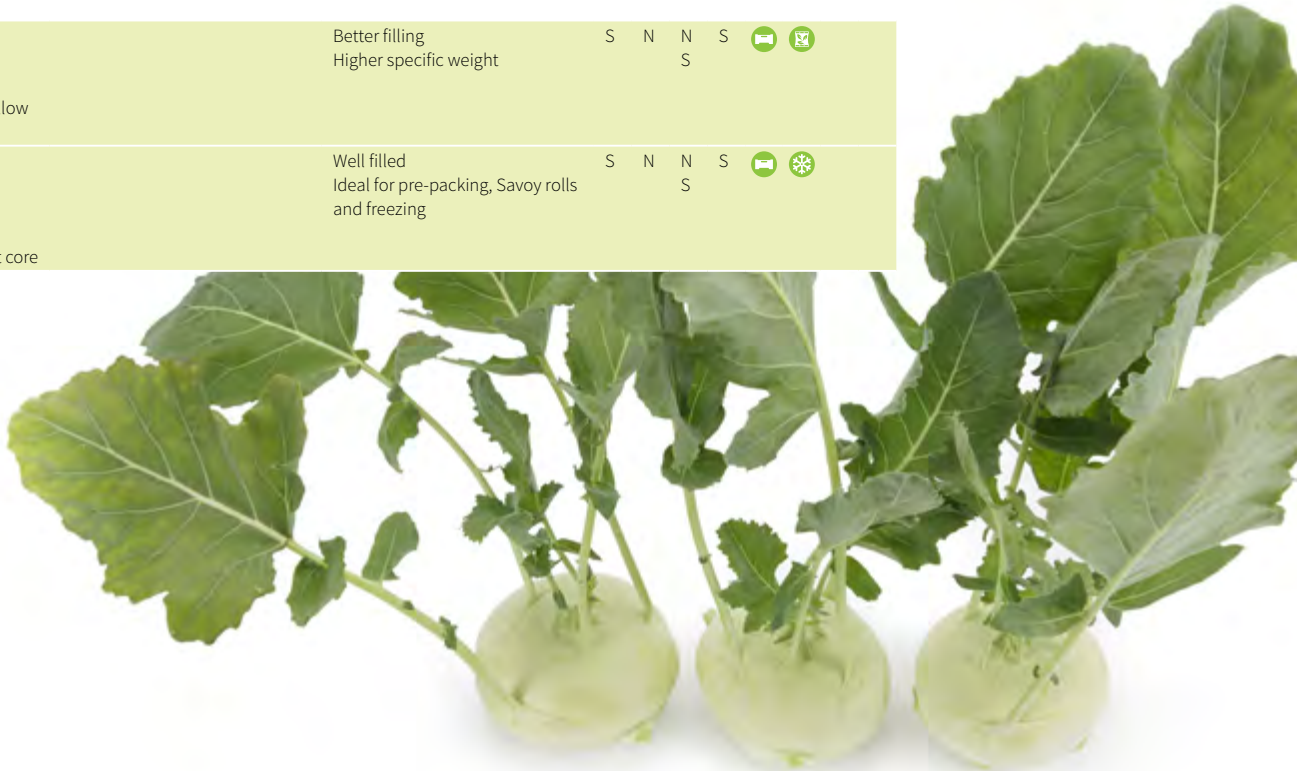 Better filling S N N S
Higher specific weight S
low
Well filled S N N S
Ideal for pre-packing, Savoy rolls S
and freezing
core